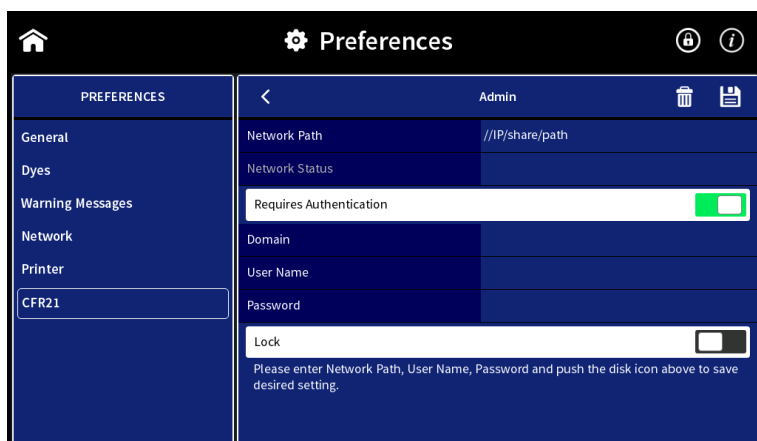 Preferences
PREFERENCES
General
Dyes
Warning Messages
Network
Printer
CFR21
Admin
Network Path
//IP/share/path
Network Status
Requires Authentication
Domain
User Name
Password
Lock
Please enter Network Path, User Name, Password and push the disk icon above to save
desired setting.